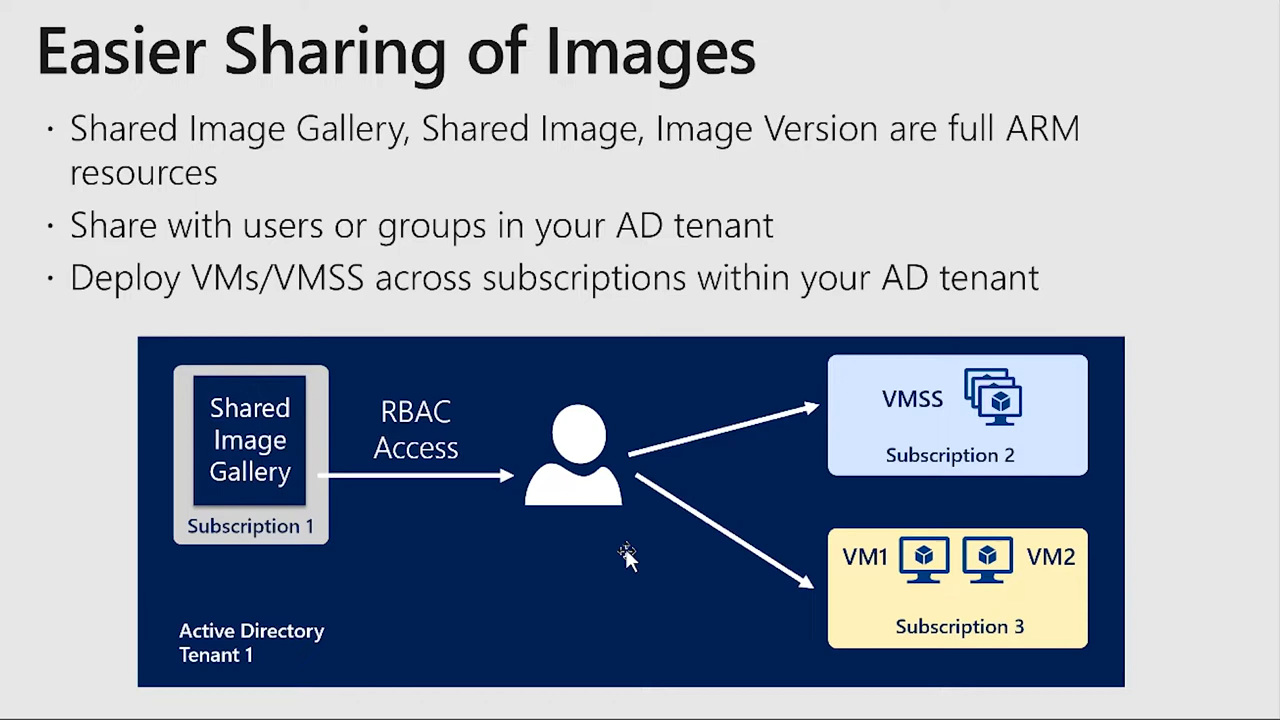 Easier Sharing of Images
· Shared Image Gallery, Shared Image, Image Version are full ARM
resources
· Share with users or groups in your AD tenant
· Deploy VMs/VMSS across subscriptions within your AD tenant
Shared
Image
Gallery
Subscription 1
RBAC
Access
VMSS
Subscription 2
VM1
VM2
Subscription 3
Active Directory
Tenant 1